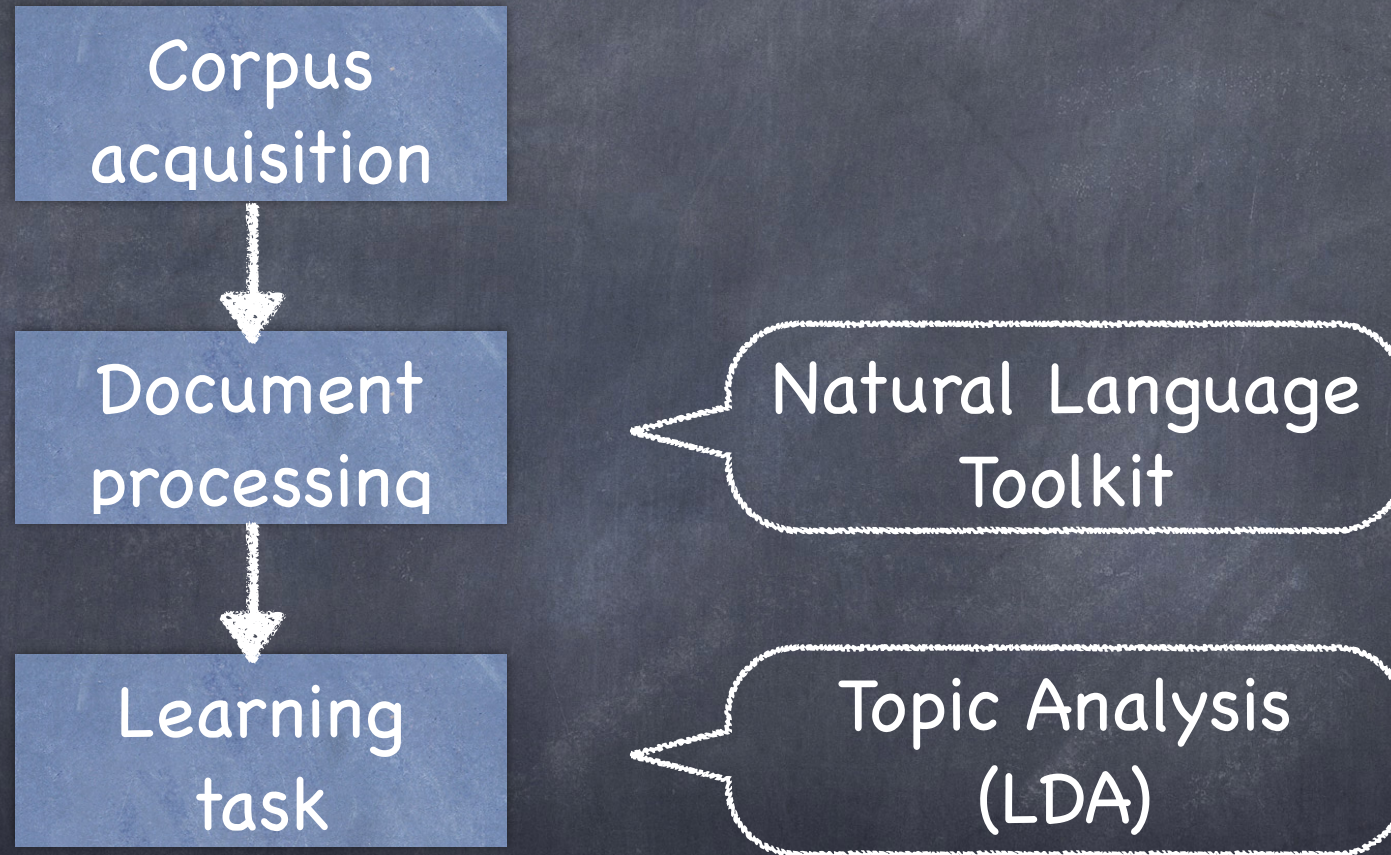 Corpus
acquisition
Document
processing
Natural Language
Toolkit
Learning
task
Topic Analysis
(LDA)